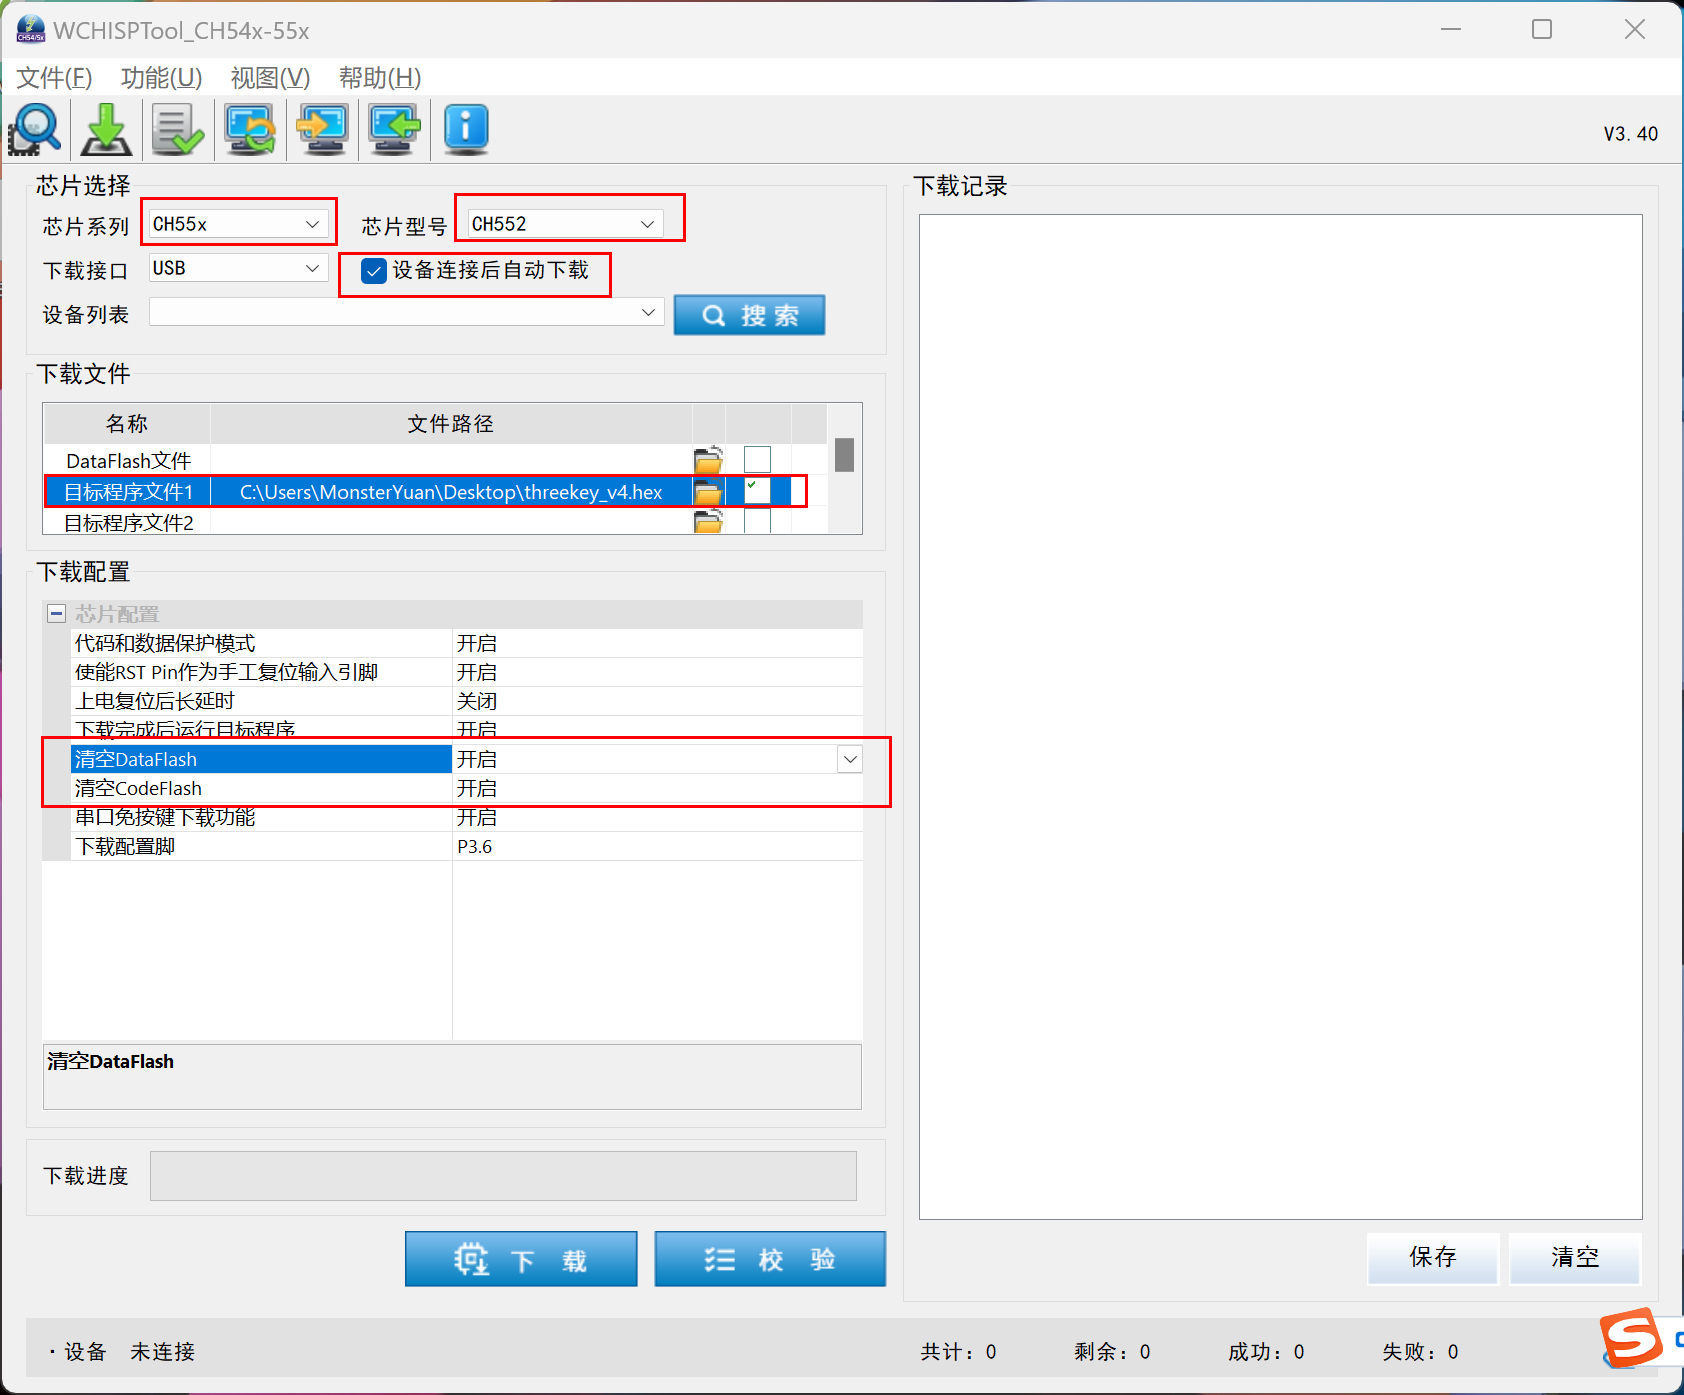 WCHISPTool_CH54x-55x
文件(F) 功能(U) 视图(V) 帮助(H)
V3.40
芯片选择
芯片系列 CH55x 芯片型号 CH552
下载接口 USB 设备连接后自动下载
设备列表 搜索
下载文件
名称 文件路径
DataFlash文件
目标程序文件1 C:\Users\MonsterYuan\Desktop\threekey_v4.hex
目标程序文件2
下载配置
芯片配置
代码和数据保护模式 开启
使能RST Pin作为手工复位输入引脚 开启
上电复位后长延时 关闭
下载完成后运行目标程序 开启
清空DataFlash 开启
清空CodeFlash 开启
串口免按键下载功能 开启
下载配置脚 P3.6
清空DataFlash
下载进度
下载 校验
下载记录
保存 清空
·设备 未连接 共计: 0 剩余: 0 成功: 0 失败: 0